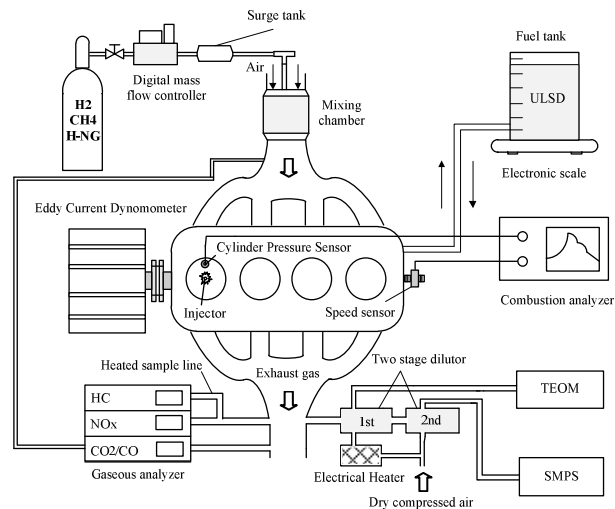 Surge tank
Fuel tank
Air
Digital mass
flow controller
Mixing
chamber
H2
CH4
H-NG
ULSD
Electronic scale
Eddy Current Dynomometer
Cylinder Pressure Sensor
Injector
Speed sensor
Combustion analyzer
Heated sample line
Exhaust gas
Two stage dilutor
HC
NOx
CO2/CO
Gaseous analyzer
1st
2nd
TEOM
Electrical Heater
SMPS
Dry compressed air